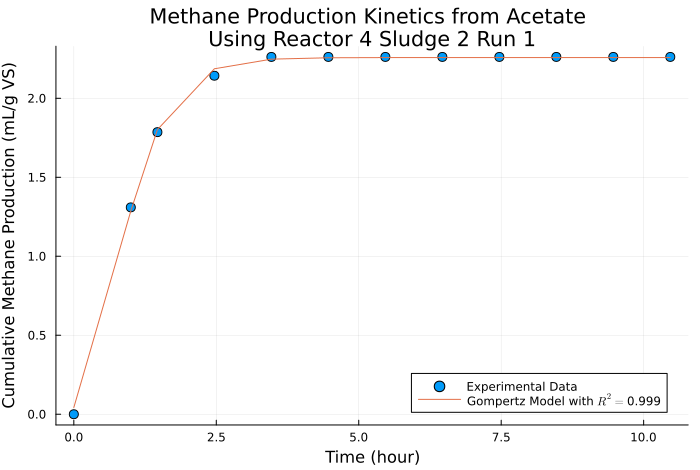 Methane Production Kinetics from Acetate
Using Reactor 4 Sludge 2 Run 1
Cumulative Methane Production (mL/g VS)
2.0
1.5
1.0
0.5
0.0
Experimental Data
Gompertz Model with R² = 0.999
0.0 2.5 5.0 7.5 10.0
Time (hour)